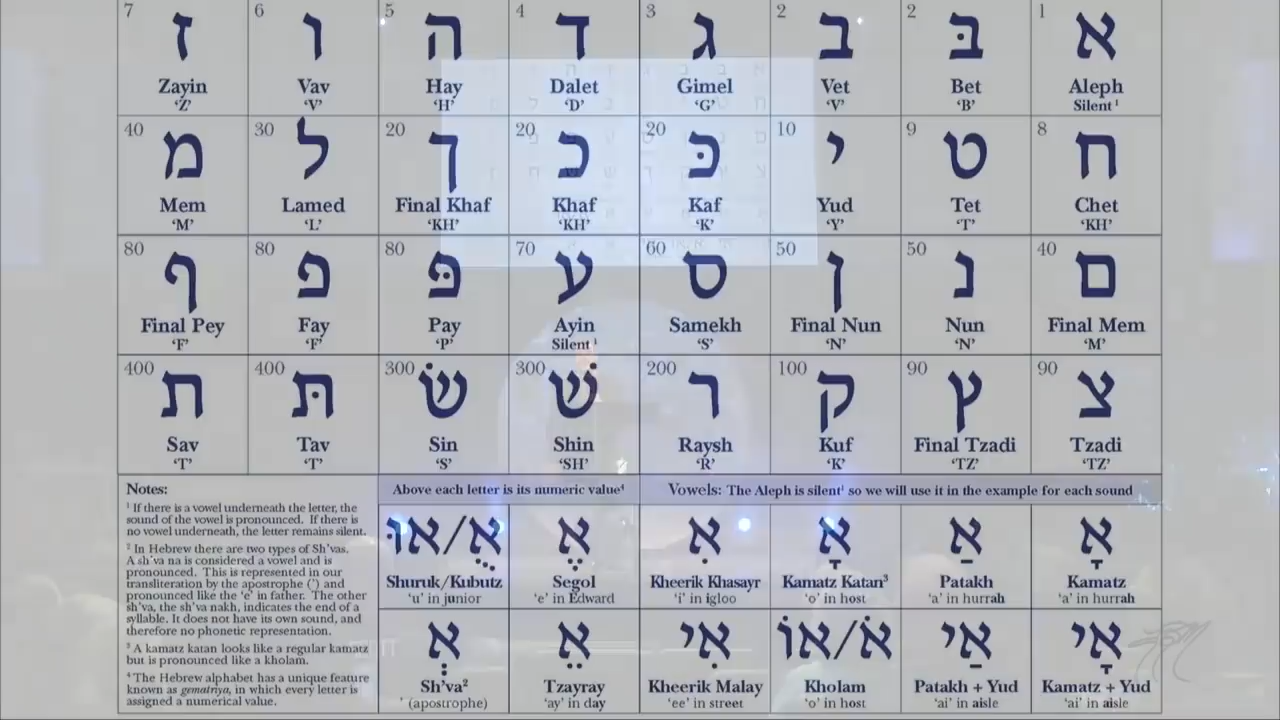 7 6 5 4 3 2 2 1
ז ו ה ד ג ב בּ א
Zayin Vav Hay Dalet Gimel Vet Bet Aleph
‘Z’ ‘V’ ‘H’ ‘D’ ‘G’ ‘V’ ‘B’ Silent¹
40 30 20 20 20 10 9 8
מ ל ך כ כּ י ט ח
Mem Lamed Final Khaf Khaf Kaf Yud Tet Chet
‘M’ ‘L’ ‘KH’ ‘KH’ ‘K’ ‘Y’ ‘T’ ‘KH’
80 80 80 70 60 50 50 40
ף פ פּ ע ס ן נ ם
Final Pey Fay Pay Ayin Samekh Final Nun Nun Final Mem
‘F’ ‘F’ ‘P’ Silent¹ ‘S’ ‘N’ ‘N’ ‘M’
400 400 300 300 200 100 90 90
ת תּ שׂ שׁ ר ק ץ צ
Sav Tav Sin Shin Raysh Kuf Final Tzadi Tzadi
‘T’ ‘T’ ‘S’ ‘SH’ ‘R’ ‘K’ ‘TZ’ ‘TZ’
Notes:
¹ If there is a vowel underneath the letter, the
sound of the vowel is pronounced. If there is
no vowel underneath, the letter remains silent.
² In Hebrew there are two types of Sh’vas.
A sh’va na is considered a vowel and is
pronounced. This is represented in our
transliteration by the apostrophe (’) and
pronounced like the ‘e’ in father. The other
sh’va, the sh’va nakh, indicates the end of a
syllable. It does not have its own sound, and
therefore no phonetic representation.
³ A kamatz katan looks like a regular kamatz
but is pronounced like a kholam.
⁴ The Hebrew alphabet has a unique feature
known as gematriya, in which every letter is
assigned a numerical value.
Above each letter is its numeric value⁴ Vowels: The Aleph is silent¹ so we will use it in the example for each sound
אֻ/אוּ אֶ אִ אָ אַ אָ
Shuruk/Kubutz Segol Kheerik Khasayr Kamatz Katan³ Patakh Kamatz
‘u’ in junior ‘e’ in Edward ‘i’ in igloo ‘o’ in host ‘a’ in hurrah ‘a’ in hurrah
אְ אֵ אִי אֹ/אוֹ אַי אָי
Sh’va² Tzayray Kheerik Malay Kholam Patakh + Yud Kamatz + Yud
’ (apostrophe) ‘ay’ in day ‘ee’ in street ‘o’ in host ‘ai’ in aisle ‘ai’ in aisle